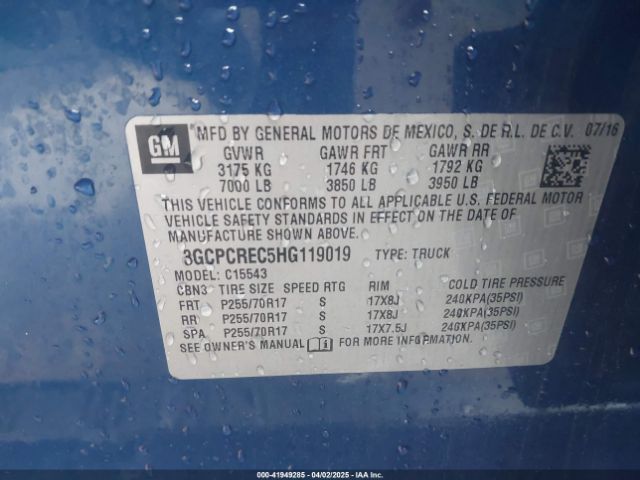 GM
MFD BY GENERAL MOTORS DE MEXICO, S. DE R.L. DE C.V. 07/16
GVWR GAWR FRT GAWR RR
3175 KG 1746 KG 1792 KG
7000 LB 3850 LB 3950 LB
THIS VEHICLE CONFORMS TO ALL APPLICABLE U.S. FEDERAL MOTOR
VEHICLE SAFETY STANDARDS IN EFFECT ON THE DATE OF
MANUFACTURE SHOWN ABOVE.
3GCPCREC5HG119019 TYPE: TRUCK
MODEL: C15543
CBN3 TIRE SIZE SPEED RTG RIM COLD TIRE PRESSURE
FRT P255/70R17 S 17X8J 240KPA(35PSI)
RR P255/70R17 S 17X8J 240KPA(35PSI)
SPA P255/70R17 S 17X7.5J 240KPA(35PSI)
SEE OWNER'S MANUAL FOR MORE INFORMATION.
000-41949285 - 04/02/2025 - IAAI.COM